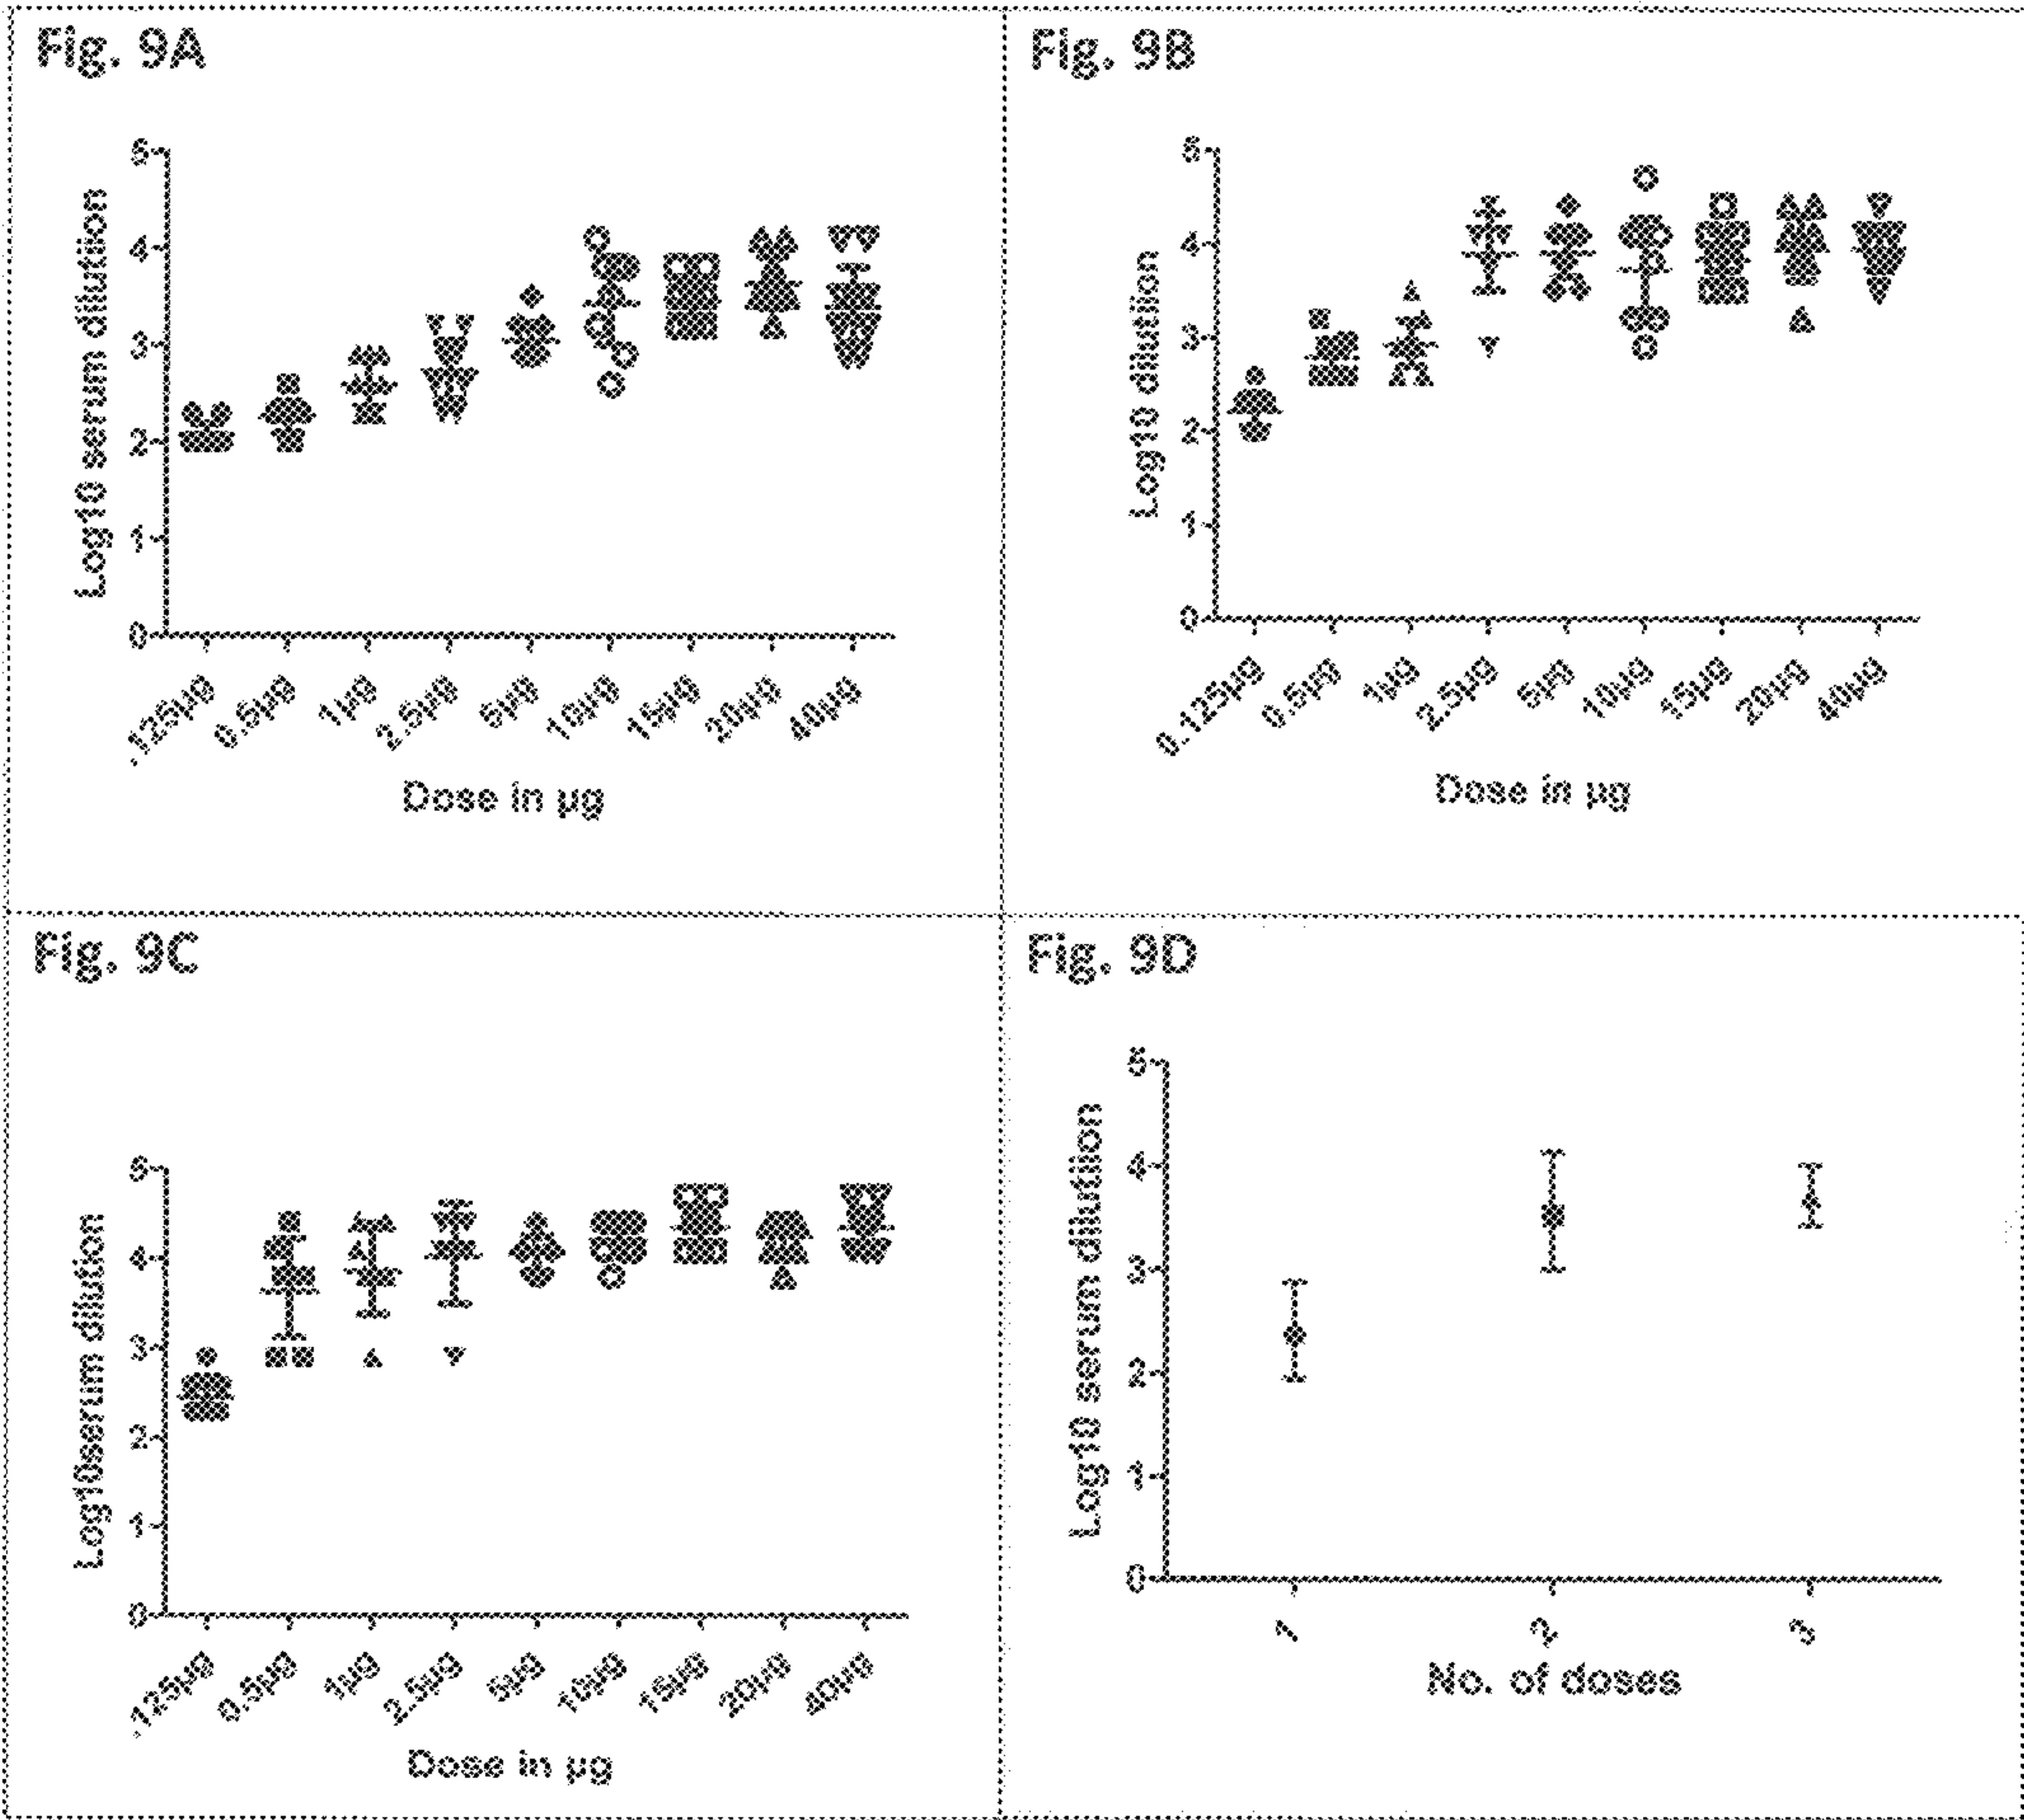 Fig. 9A
Log10 serum dilution
5
4
3
2
1
0
.125µg
0.5µg
1µg
2.5µg
5µg
10µg
15µg
20µg
40µg
Dose in µg
Fig. 9B
Log10 dilution
5
4
3
2
1
0
0.125µg
0.5µg
1µg
2.5µg
5µg
10µg
15µg
20µg
40µg
Dose in µg
Fig. 9C
Log10serum dilution
5
4
3
2
1
0
.125µg
0.5µg
1µg
2.5µg
5µg
10µg
15µg
20µg
40µg
Dose in µg
Fig. 9D
Log10 serum dilution
5
4
3
2
1
0
1
2
3
No. of doses